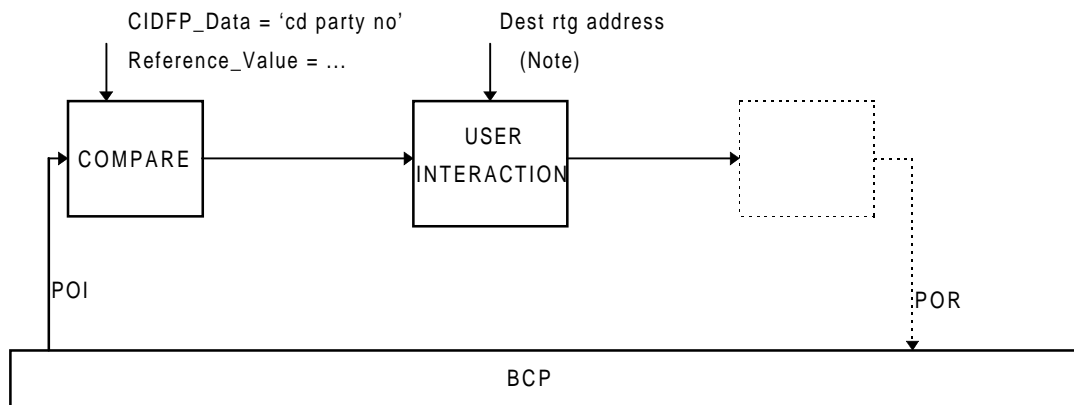 CIDFP_Data = ‘cd party no’
Reference_Value = ...
Dest rtg address
(Note)
COMPARE
USER
INTERACTION
POI
POR
BCP